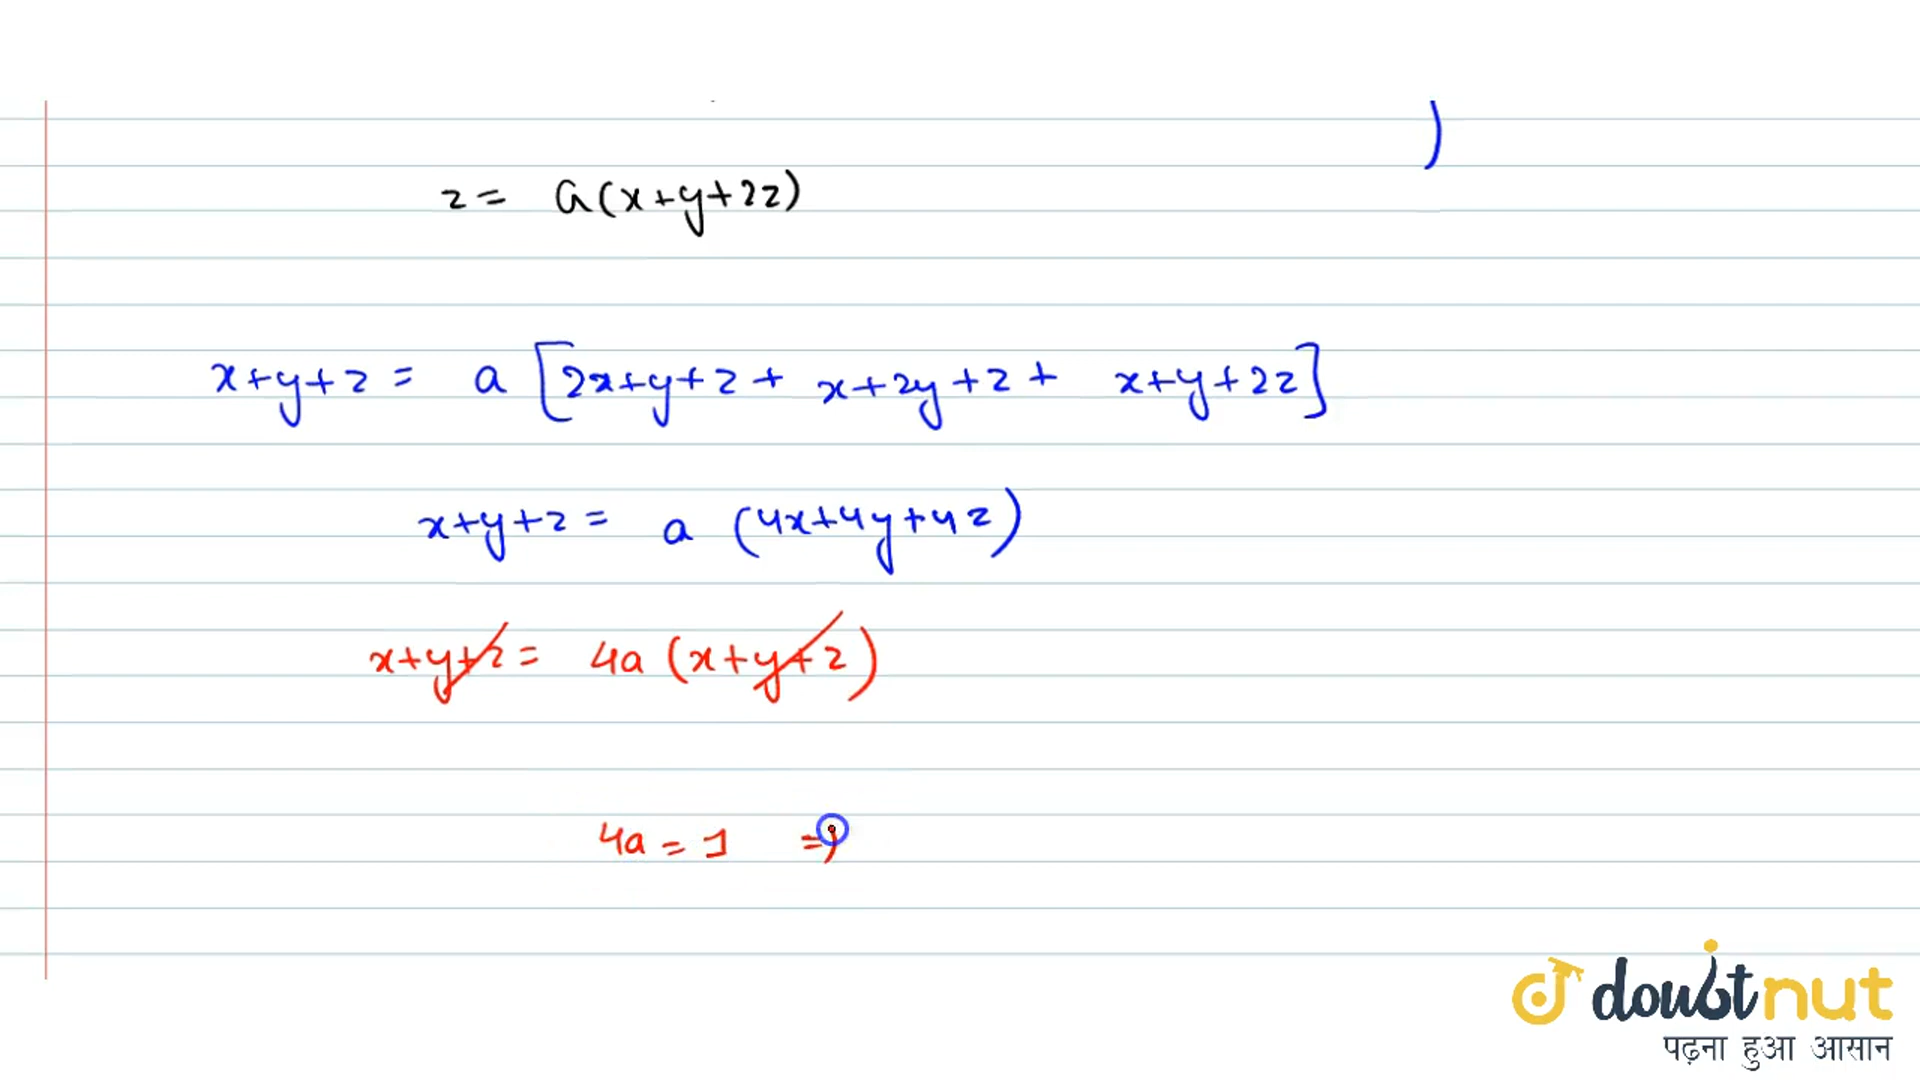 )
z = a(x+y+2z)
x+y+z = a [2x+y+z + x+2y+z + x+y+2z]
x+y+z = a (4x+4y+4z)
x+y+z = 4a (x+y+z)
4a = 1 ⇒
doubtnut
पढ़ना हुआ आसान